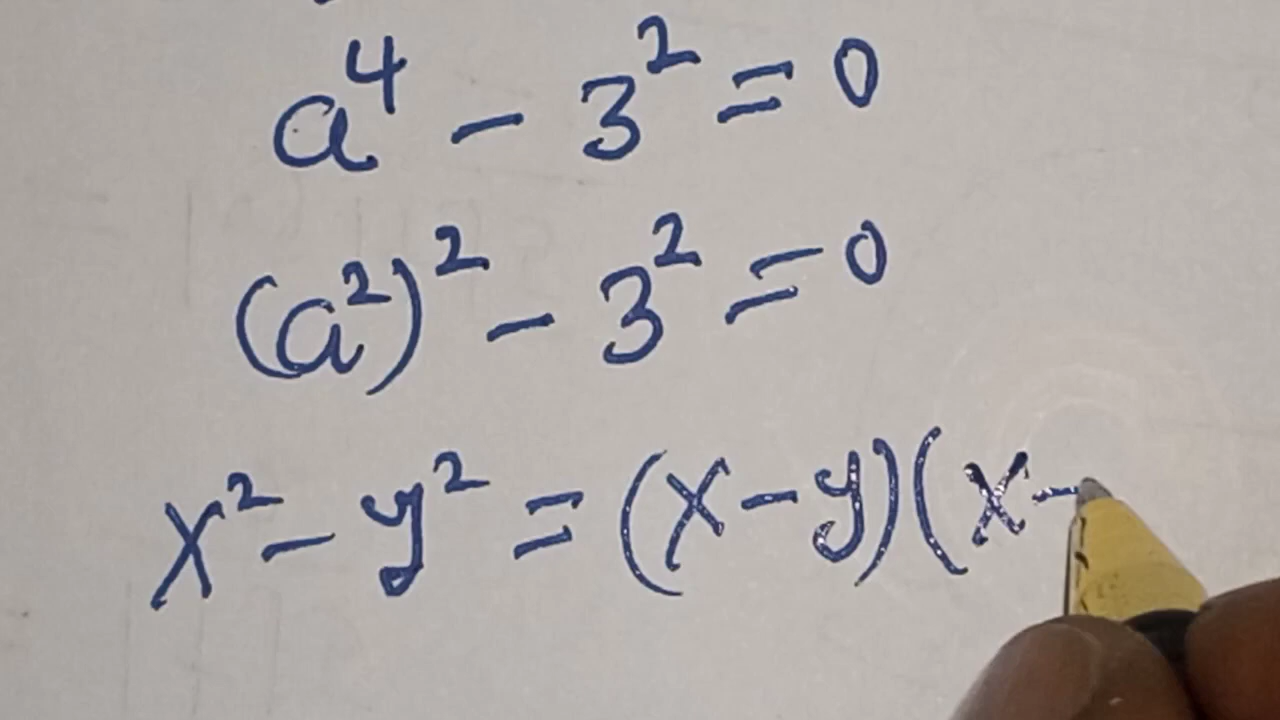 a⁴ - 3² = 0
(a²)² - 3² = 0
x² - y² = (x - y)(x -